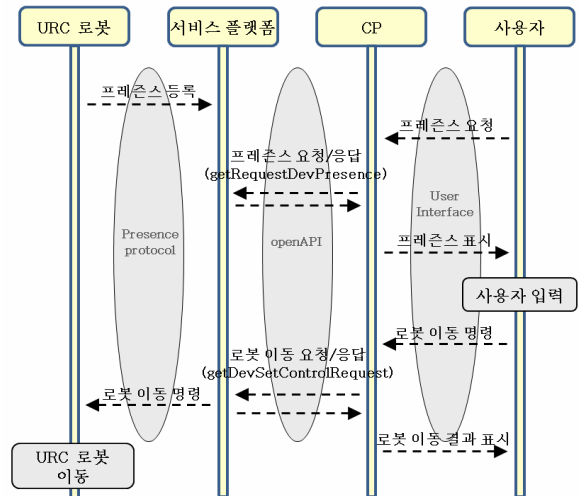 URC 로봇
서비스 플랫폼
CP
사용자
프레즌스 등록
프레즌스 요청
프레즌스 요청/응답
(getRequestDevPresence)
User
Interface
Presence
protocol
openAPI
프레즌스 표시
사용자 입력
로봇 이동 명령
로봇 이동 요청/응답
(getDevSetControlRequest)
로봇 이동 명령
로봇 이동 결과 표시
URC 로봇
이동